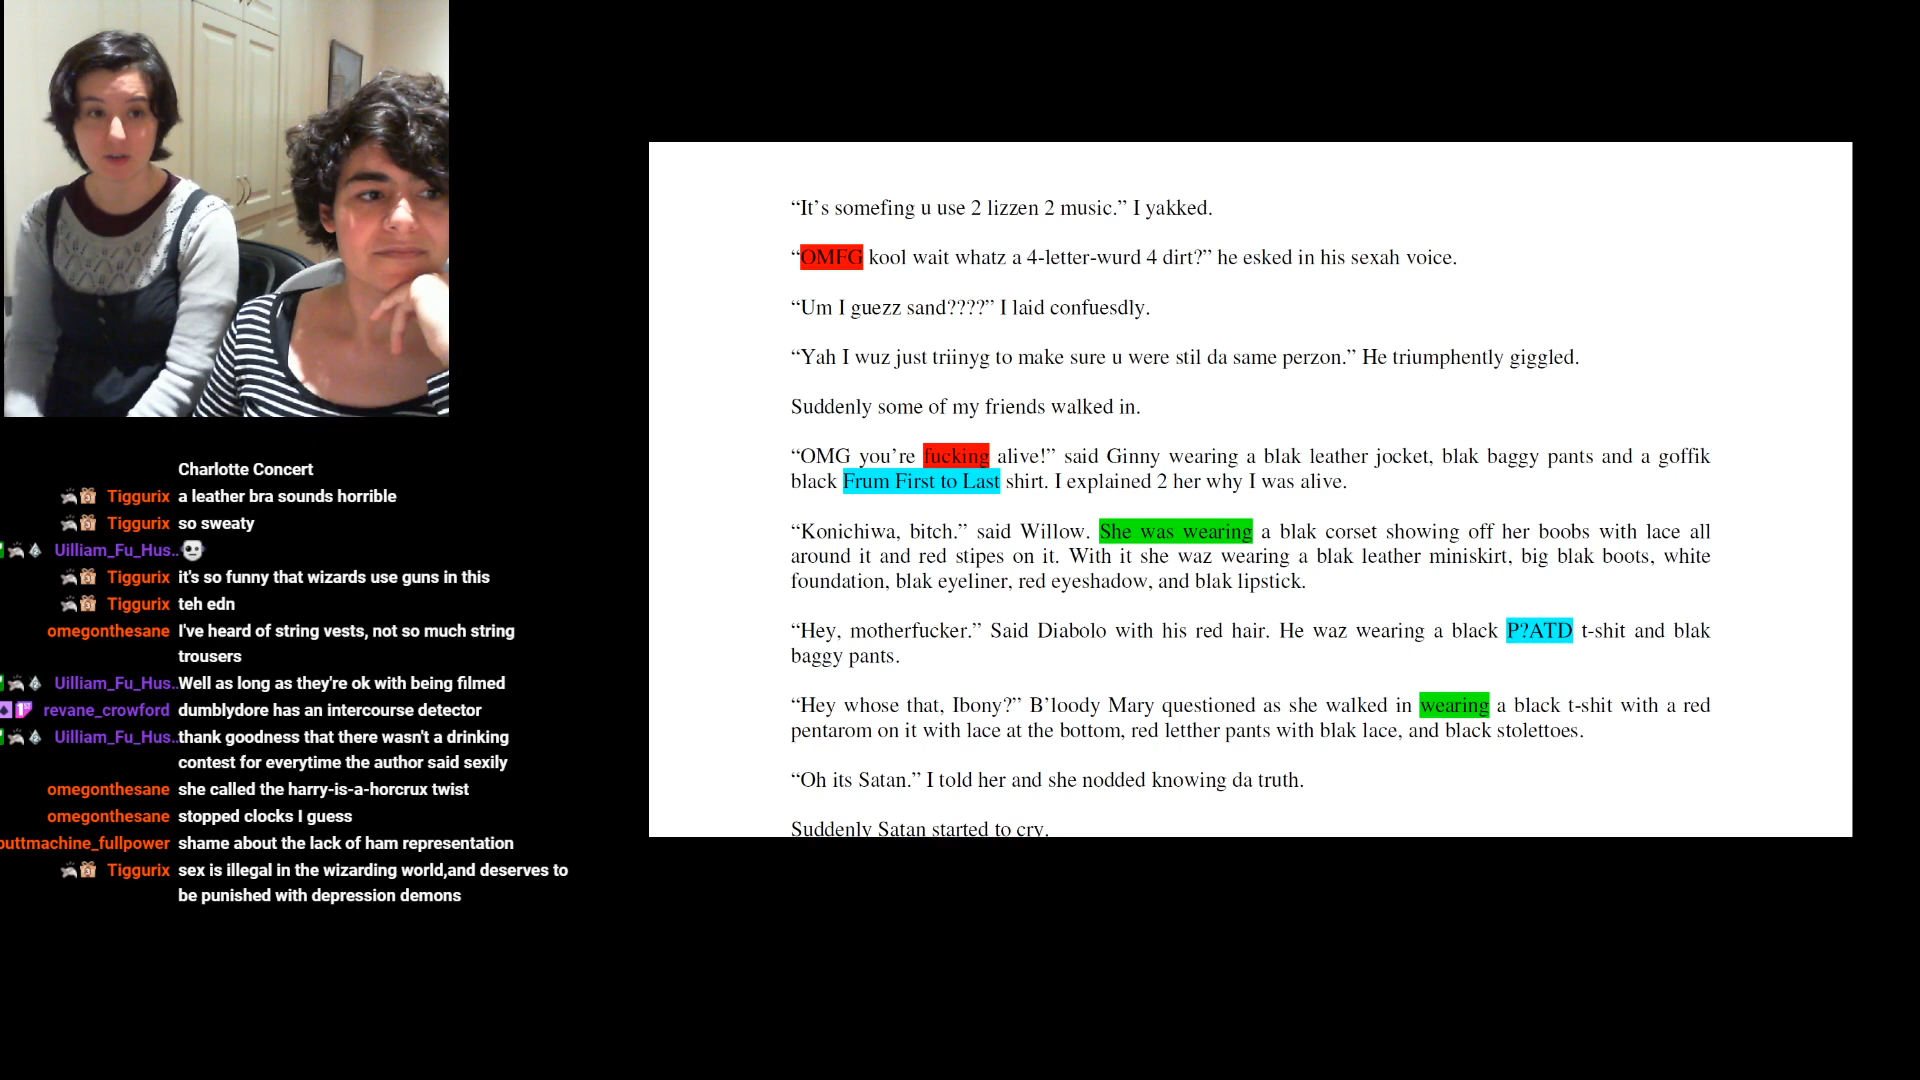 Charlotte Concert
Tiggurix a leather bra sounds horrible
Tiggurix so sweaty
Uilliam_Fu_Hus..
Tiggurix it's so funny that wizards use guns in this
Tiggurix teh edn
omegonthesane I've heard of string vests, not so much string
trousers
Uilliam_Fu_Hus.. Well as long as they're ok with being filmed
revane_crowford dumblydore has an intercourse detector
Uilliam_Fu_Hus.. thank goodness that there wasn't a drinking
contest for everytime the author said sexily
omegonthesane she called the harry-is-a-horcrux twist
omegonthesane stopped clocks I guess
buttmachine_fullpower shame about the lack of ham representation
Tiggurix sex is illegal in the wizarding world,and deserves to
be punished with depression demons
“It’s somefing u use 2 lizzen 2 music.” I yakked.
“OMFG kool wait whatz a 4-letter-wurd 4 dirt?” he esked in his sexah voice.
“Um I guezz sand????” I laid confuesdly.
“Yah I wuz just triinyg to make sure u were stil da same perzon.” He triumphently giggled.
Suddenly some of my friends walked in.
“OMG you’re fucking alive!” said Ginny wearing a blak leather jocket, blak baggy pants and a goffik
black Frum First to Last shirt. I explained 2 her why I was alive.
“Konichiwa, bitch.” said Willow. She was wearing a blak corset showing off her boobs with lace all
around it and red stipes on it. With it she waz wearing a blak leather miniskirt, big blak boots, white
foundation, blak eyeliner, red eyeshadow, and blak lipstick.
“Hey, motherfucker.” Said Diabolo with his red hair. He waz wearing a black P?ATD t-shit and blak
baggy pants.
“Hey whose that, Ibony?” B’loody Mary questioned as she walked in wearing a black t-shit with a red
pentarom on it with lace at the bottom, red letther pants with blak lace, and black stolettoes.
“Oh its Satan.” I told her and she nodded knowing da truth.
Suddenly Satan started to cry.